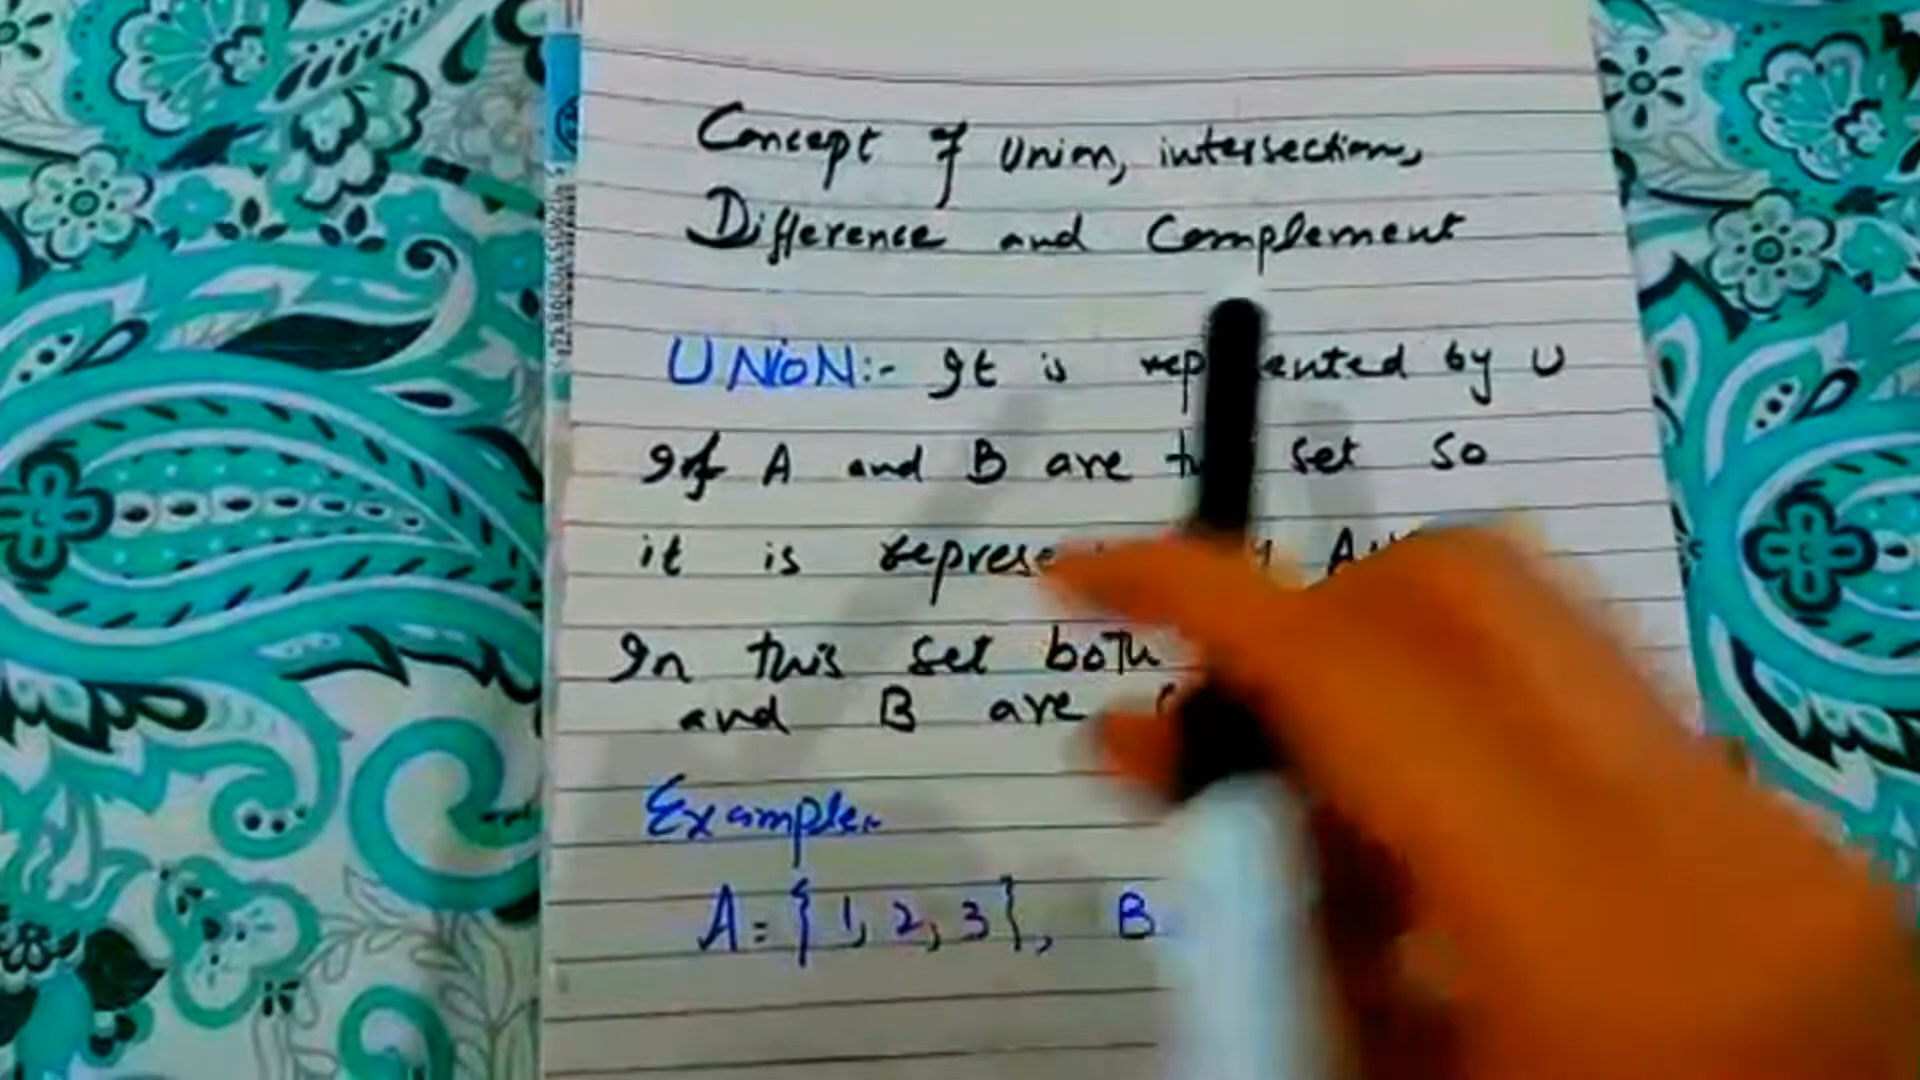 Concept of Union, intersection,
Difference and Complement
UNION:- It is by U
If A and B are set so
it is
In this set both
and B are
Example:-
A = {1, 2, 3}, B